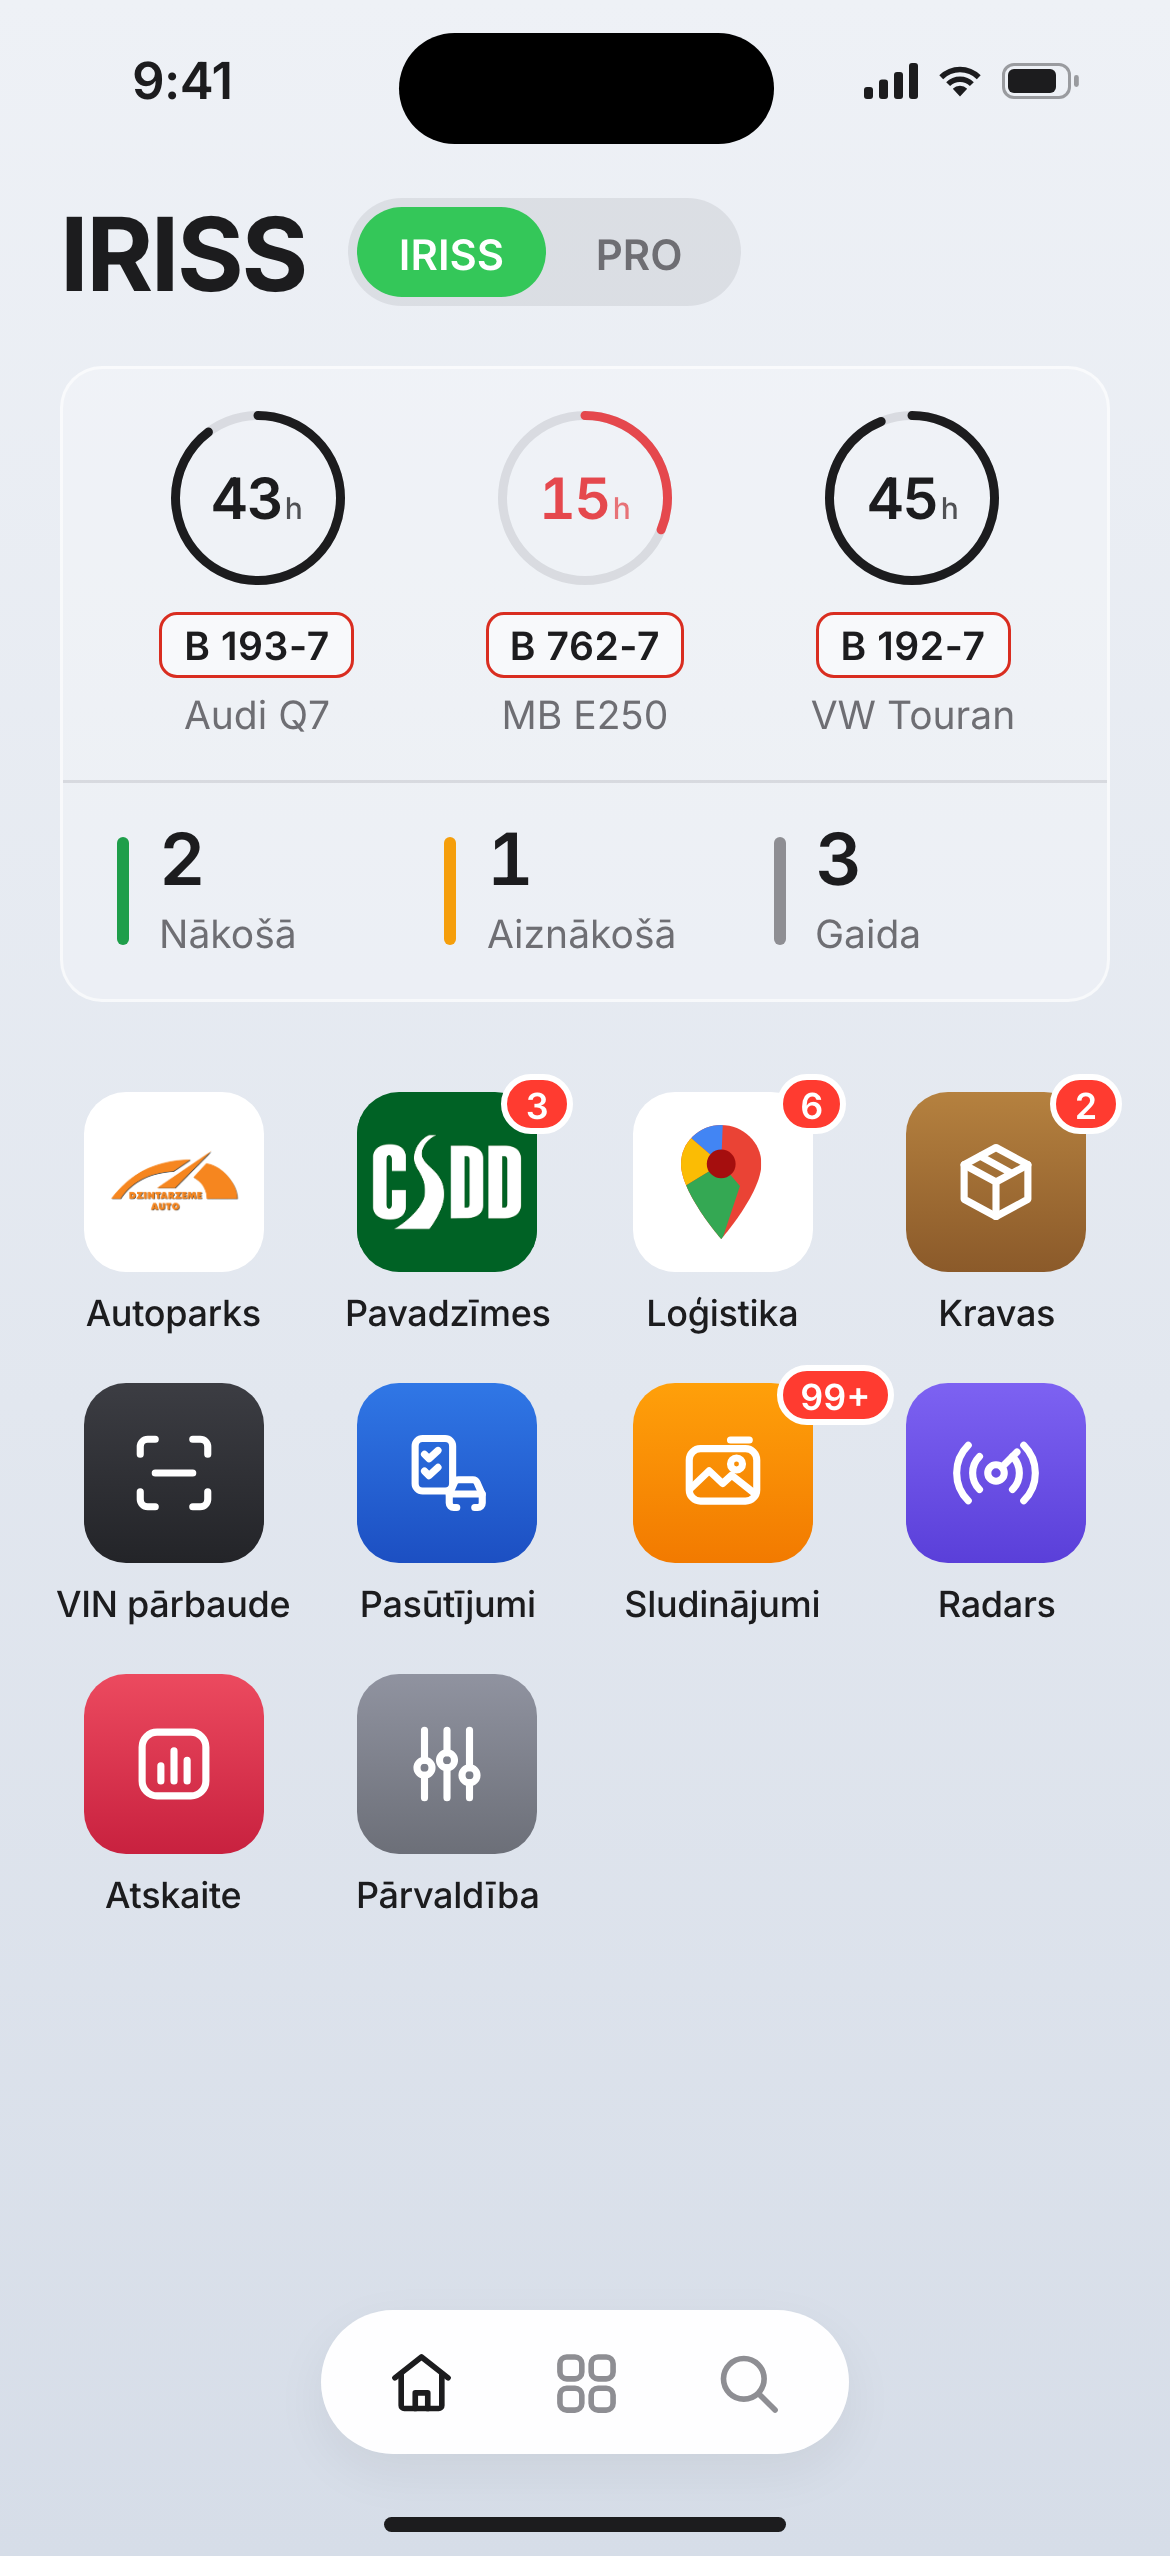 9:41
IRISS
IRISS PRO
43h 15h 45h
B 193-7 B 762-7 B 192-7
Audi Q7 MB E250 VW Touran
2 1 3
Nākošā Aiznākošā Gaida
3 6 2
DZINTARZEME
AUTO
CSDD
Autoparks Pavadzīmes Loģistika Kravas
99+
VIN pārbaude Pasūtījumi Sludinājumi Radars
Atskaite Pārvaldība